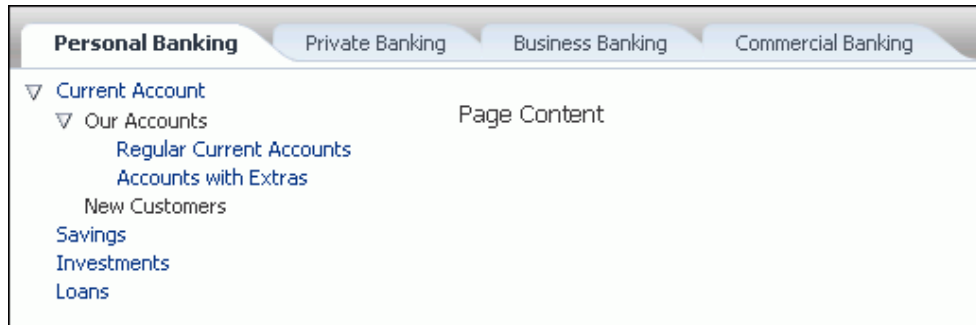 Personal Banking Private Banking Business Banking Commercial Banking
Current Account
Our Accounts
Page Content
Regular Current Accounts
Accounts with Extras
New Customers
Savings
Investments
Loans